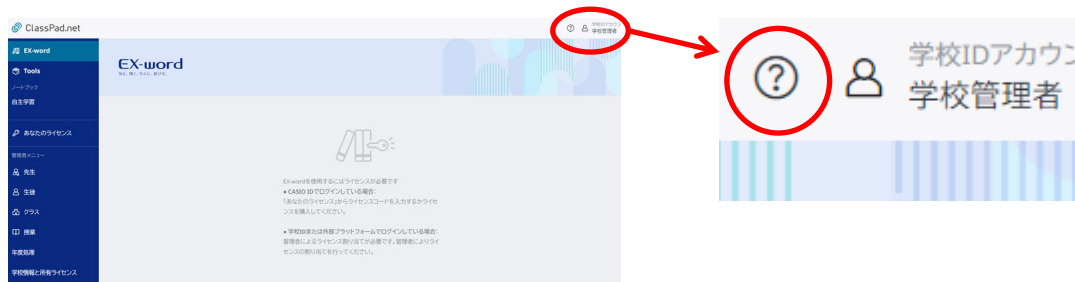 ClassPad.net
学校IDアカウン
学校管理者
EX-word
Tools
ノートブック
自主学習
あなたのライセンス
管理者メニュー
先生
生徒
クラス
授業
年度処理
学校情報と所有ライセンス
EX-word
EX-wordを使用するにはライセンスが必要です
● CASIO IDでログインしている場合:
「あなたのライセンス」からライセンスコードを入力するかライセ
ンスを購入してください。
● 学校IDまたは外部プラットフォームでログインしている場合:
管理者によるライセンス割り当てが必要です。管理者によりライ
センスの割り当てを行ってください。
学校IDアカウン
学校管理者